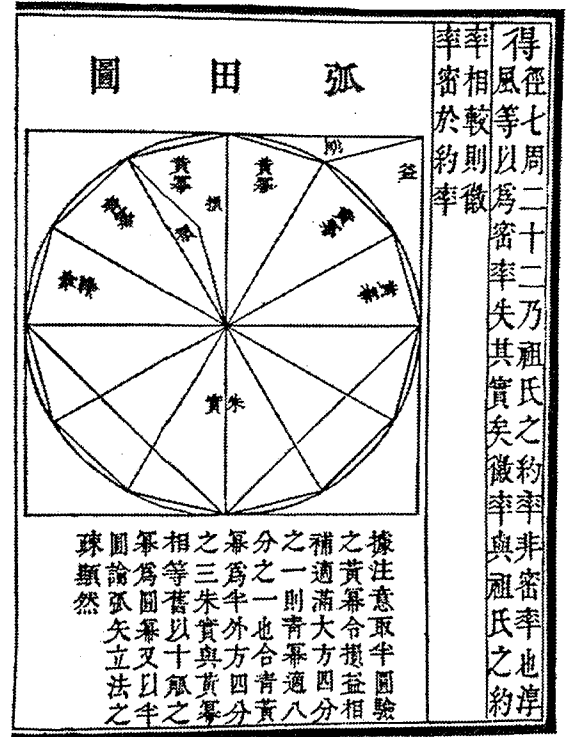 得
徑七周二十二乃祖氏之約率非密率也淳
風等以爲密率失其實矣徽率與祖氏之約
率相較則徽
率密於約率
弧田圖
益
黃冪
黃冪
損
朱實
據注意取半圓驗
之黃冪令損益相
補適滿大方四分
之一則青冪適八
分之一也合青黃
冪爲半外方四分
之三朱實與黃冪
相等舊以十觚之
冪爲圓冪又以半
圓論弧矢立法之
疎顯然